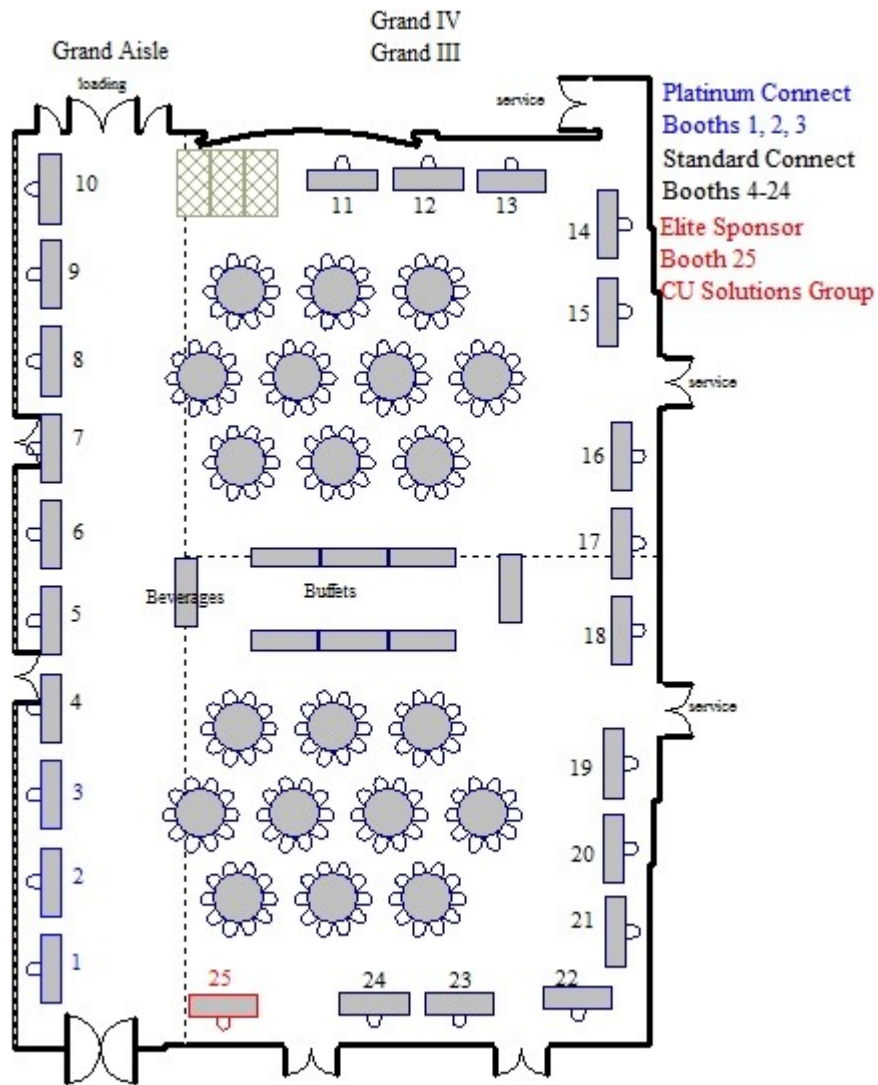 Grand IV
Grand III
Grand Aisle
loading
service
Platinum Connect
Booths 1, 2, 3
Standard Connect
Booths 4-24
Elite Sponsor
Booth 25
CU Solutions Group
10
11
12
13
14
9
15
8
service
7
16
6
17
Beverages
Buffets
5
18
4
service
19
3
20
2
21
1
25
24
23
22